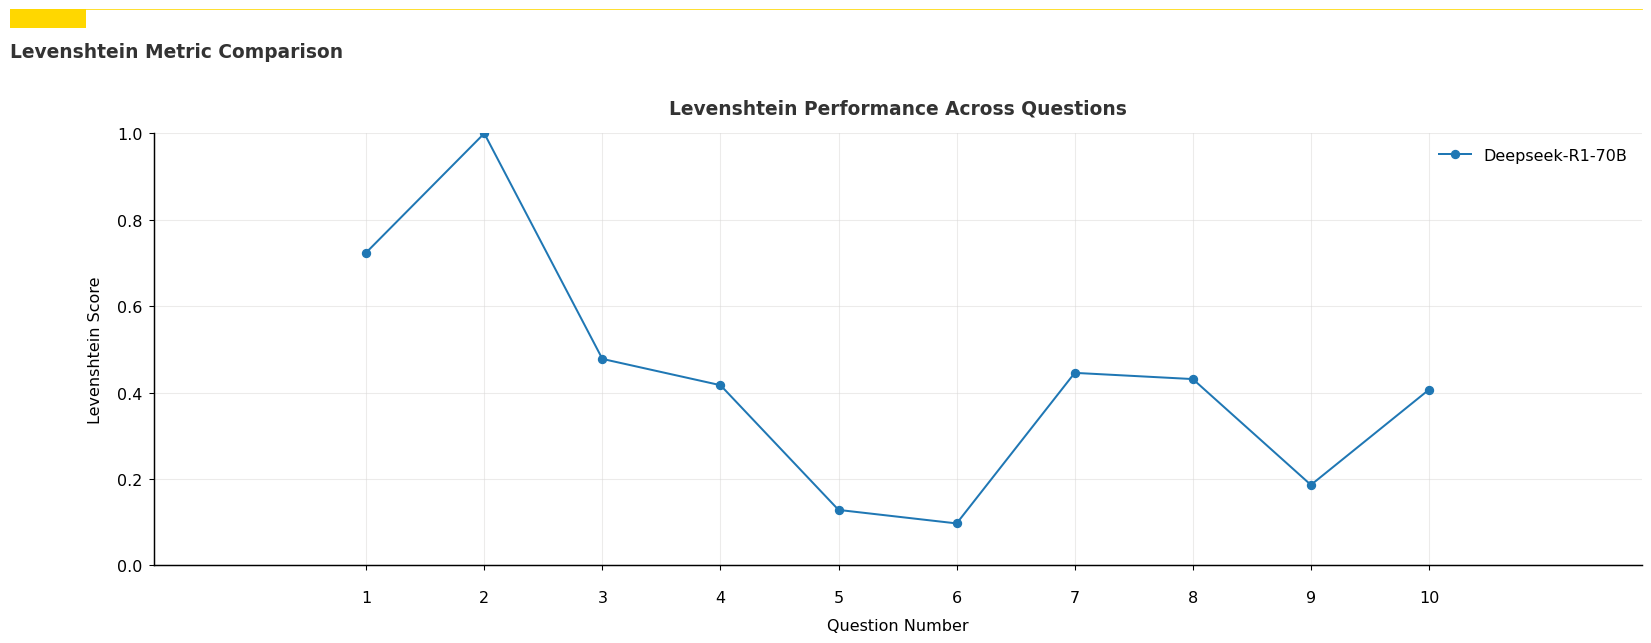 Levenshtein Metric Comparison
Levenshtein Performance Across Questions
1.0
0.8
0.6
0.4
0.2
0.0
Levenshtein Score
Deepseek-R1-70B
1 2 3 4 5 6 7 8 9 10
Question Number